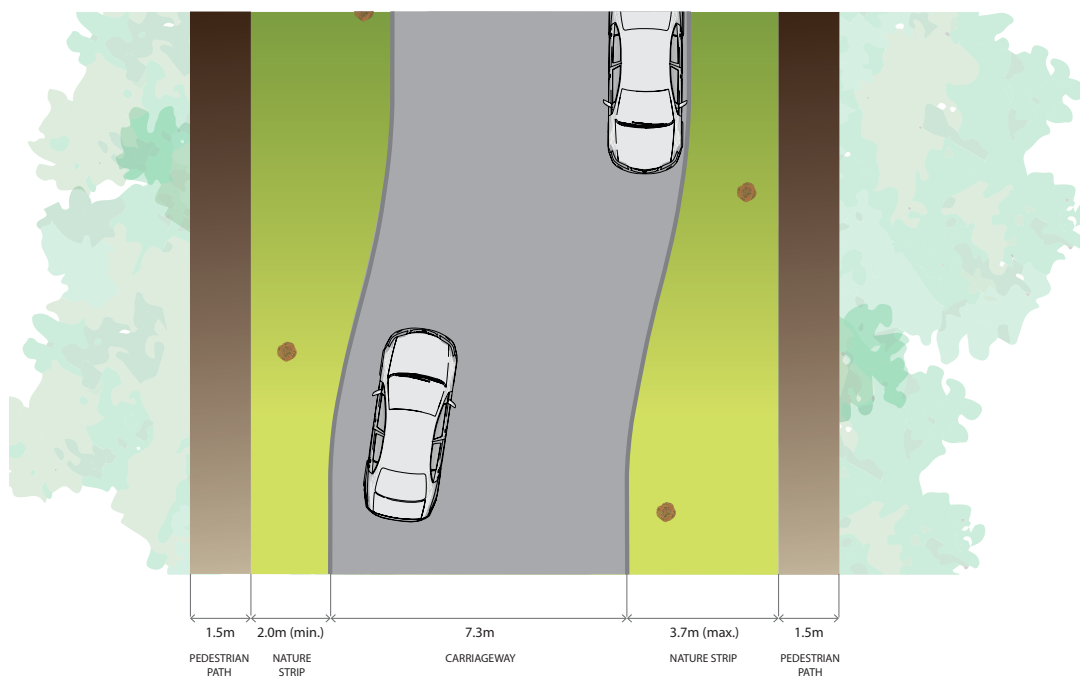 1.5m
2.0m (min.)
7.3m
3.7m (max.)
1.5m
PEDESTRIAN
PATH
NATURE
STRIP
CARRIAGEWAY
NATURE STRIP
PEDESTRIAN
PATH